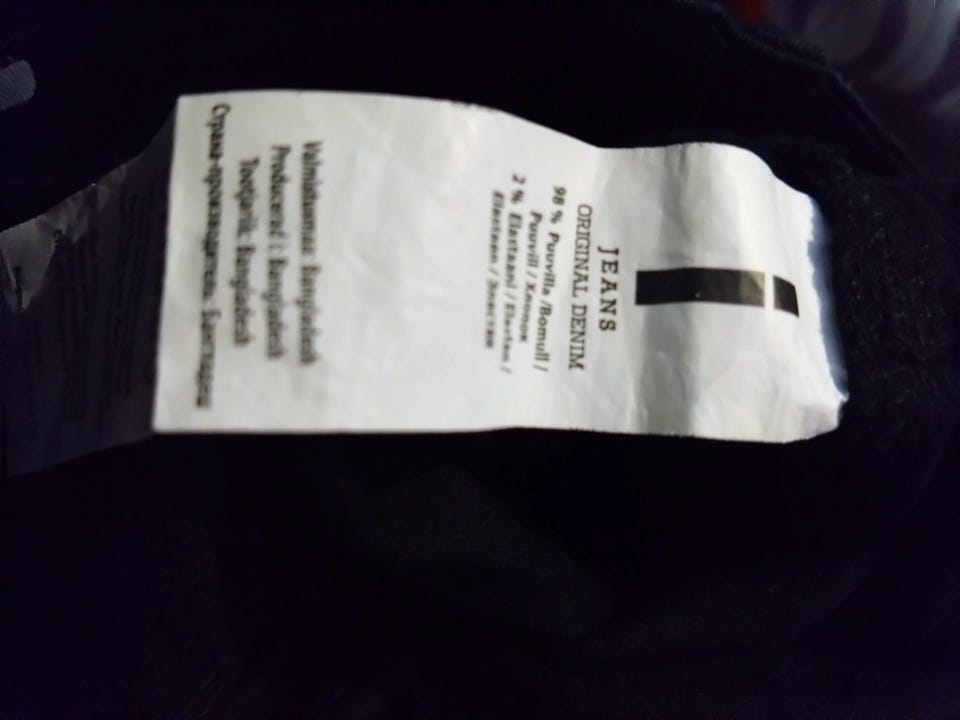 JEANS
ORIGINAL DENIM
98 % Puuvilla /Bomull /
Puuvill / Хлопок
2 % Elastaani / Elastan /
Elastaan / Эластан
Valmistusmaa: Bangladesh
Producerat i: Bangladesh
Tootjariik: Bangladesh
Страна-производитель: Бангладеш